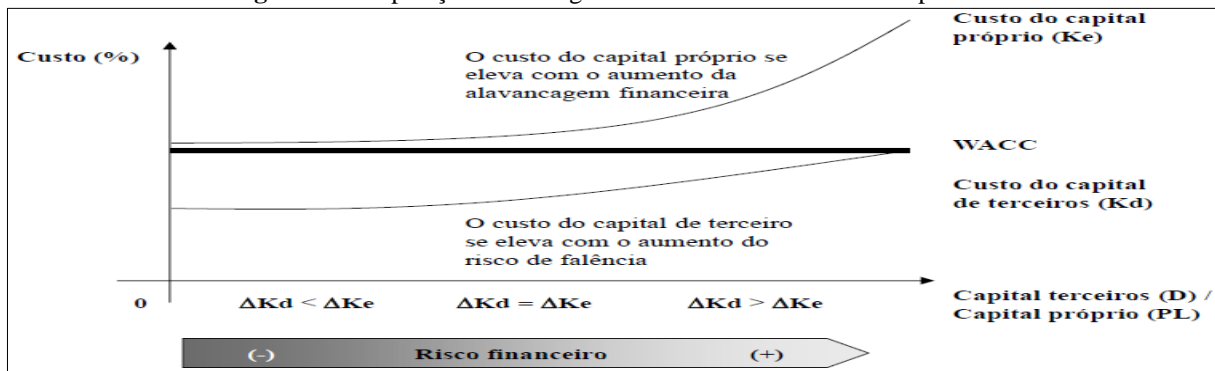 Custo do capital
próprio (Ke)
Custo (%)
O custo do capital próprio se
eleva com o aumento da
alavancagem financeira
WACC
Custo do capital
de terceiros (Kd)
O custo do capital de terceiro
se eleva com o aumento do
risco de falência
0 ΔKd < ΔKe ΔKd = ΔKe ΔKd > ΔKe
Capital terceiros (D) /
Capital próprio (PL)
(-) Risco financeiro (+)